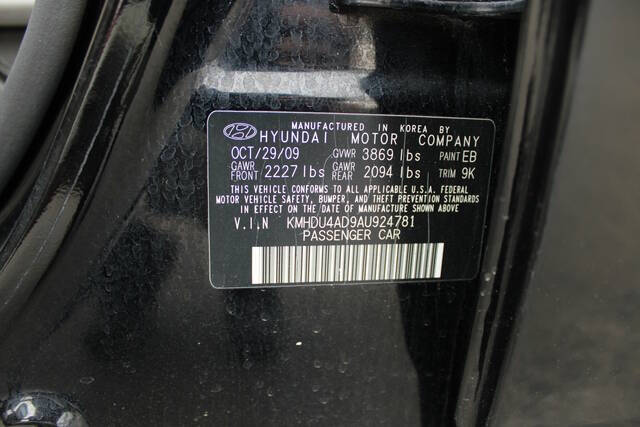 MANUFACTURED IN KOREA BY
HYUNDAI MOTOR COMPANY
OCT/29/09 GVWR 3869 lbs PAINT EB
GAWR FRONT 2227 lbs GAWR REAR 2094 lbs TRIM 9K
THIS VEHICLE CONFORMS TO ALL APPLICABLE U.S.A. FEDERAL
MOTOR VEHICLE SAFETY, BUMPER, AND THEFT PREVENTION STANDARDS
IN EFFECT ON THE DATE OF MANUFACTURE SHOWN ABOVE.
V.I.N KMHDU4AD9AU924781
PASSENGER CAR